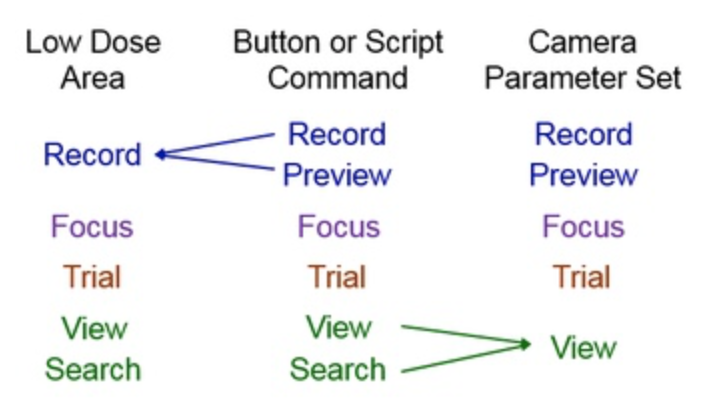 Low Dose Area
Button or Script Command
Camera Parameter Set
Record
Record
Record
Preview
Preview
Focus
Focus
Focus
Trial
Trial
Trial
View
View
View
Search
Search